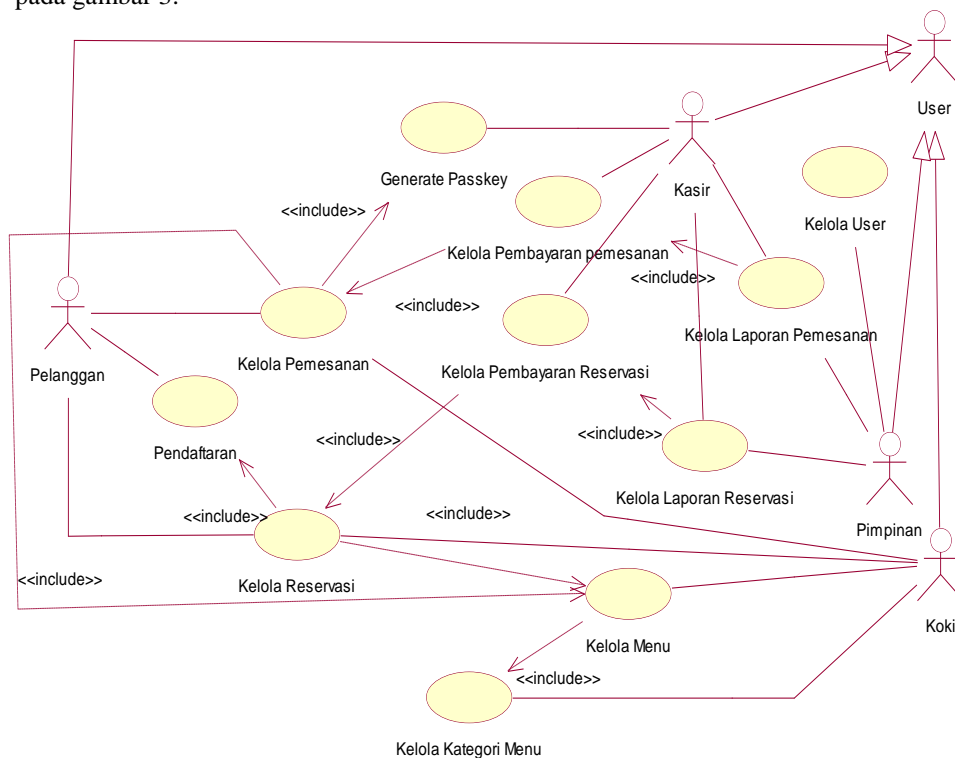 pada gambar 3.
User
Generate Passkey
Kasir
<<include>>
Kelola User
Kelola Pembayaran pemesanan
<<include>>
<<include>>
Kelola Laporan Pemesanan
Kelola Pemesanan
Pelanggan
Kelola Pembayaran Reservasi
<<include>>
<<include>>
Pendaftaran
Kelola Laporan Reservasi
<<include>>
<<include>>
Pimpinan
<<include>>
Kelola Reservasi
Koki
Kelola Menu
<<include>>
Kelola Kategori Menu